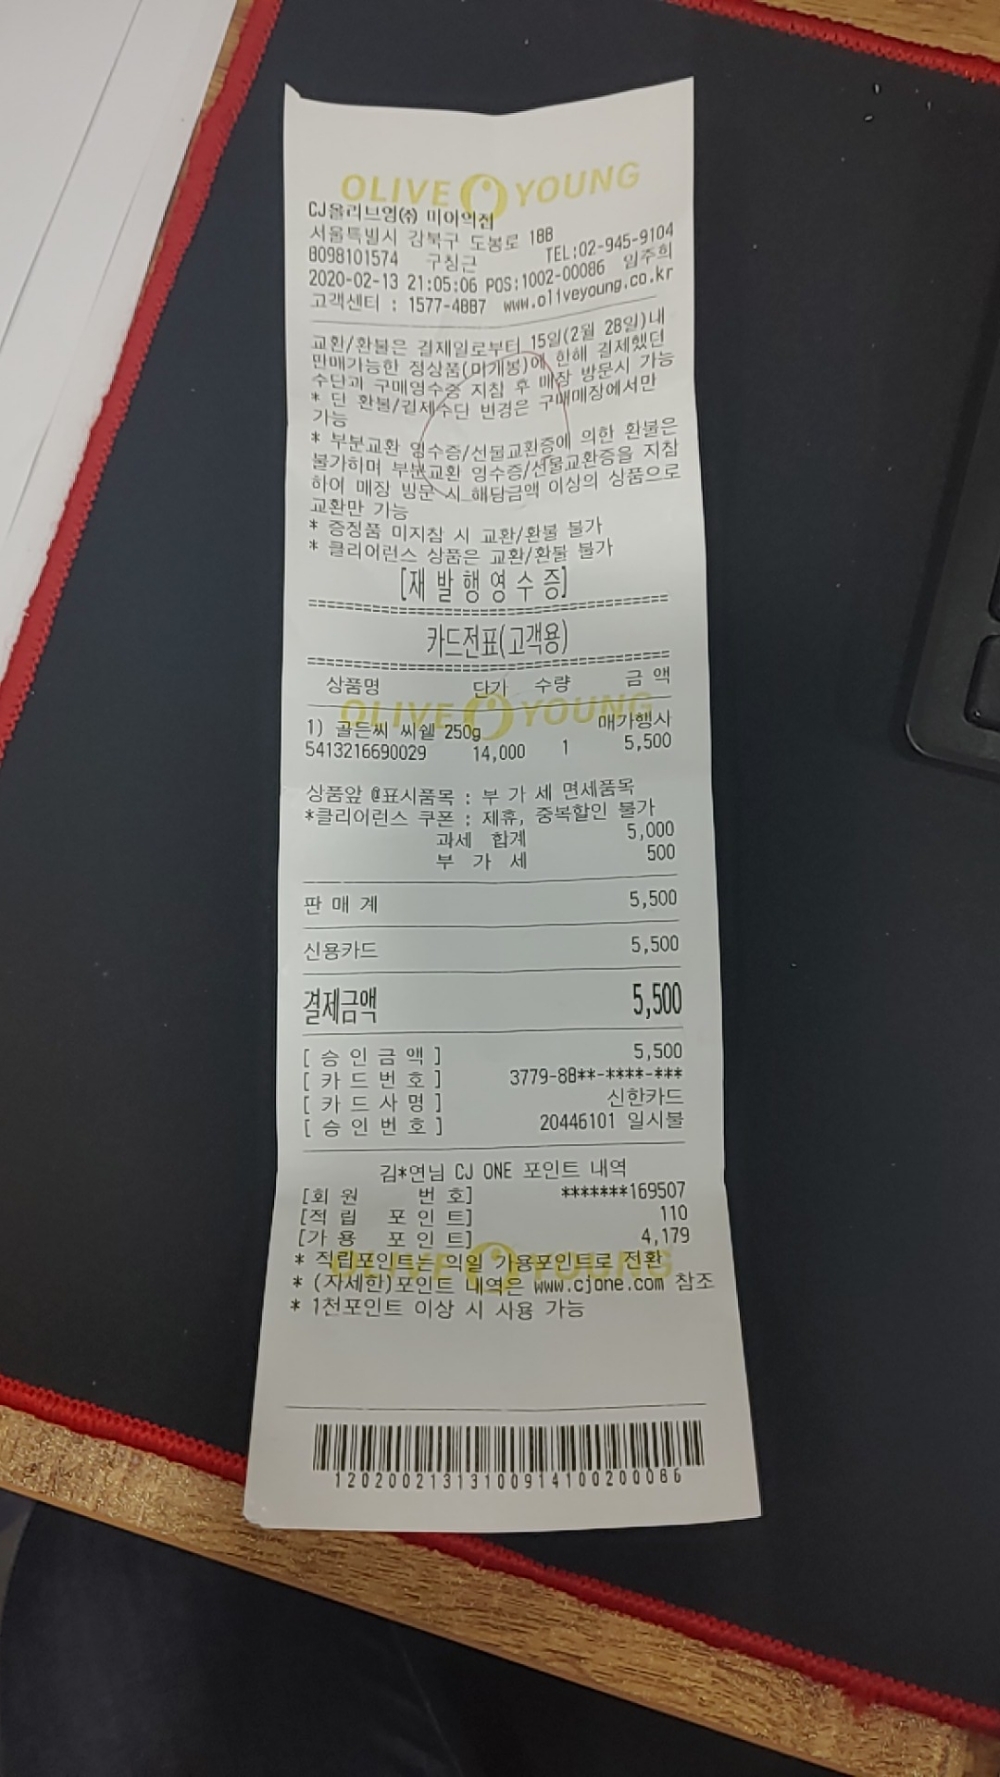 OLIVE YOUNG
CJ올리브영(주) 미아역점
서울특별시 강북구 도봉로 188
8098101574 구창근 TEL:02-945-9104
2020-02-13 21:05:06 POS:1002-00086 임주희
고객센터 : 1577-4887 www.oliveyoung.co.kr
교환/환불은 결제일로부터 15일(2월 28일)내
판매가능한 정상품(미개봉)에 한해 결제했던
수단과 구매영수증 지참 후 매장 방문시 가능
* 단 환불/결제수단 변경은 구매매장에서만
가능
* 부분교환 영수증/선물교환증에 의한 환불은
불가하며 부분교환 영수증/선물교환증을 지참
하여 매장 방문 시 해당금액 이상의 상품으로
교환만 가능
* 증정품 미지참 시 교환/환불 불가
* 클리어런스 상품은 교환/환불 불가
[재 발 행 영 수 증]
카드전표(고객용)
상품명 단가 수량 금 액
OLIVE YOUNG
1) 골든씨 씨쉘 250g 매가행사
5413216690029 14,000 1 5,500
상품앞 @표시품목 : 부 가 세 면세품목
*클리어런스 쿠폰 : 제휴, 중복할인 불가
과세 합계 5,000
부 가 세 500
판 매 계 5,500
신용카드 5,500
결제금액 5,500
[ 승 인 금 액 ] 5,500
[ 카 드 번 호 ] 3779-88**-****-***
[ 카 드 사 명 ] 신한카드
[ 승 인 번 호 ] 20446101 일시불
김*연님 CJ ONE 포인트 내역
[회 원 번 호] *******169507
[적 립 포 인 트] 110
[가 용 포 인 트] 4,179
OLIVE YOUNG
* 적립포인트는 익일 가용포인트로 전환
* (자세한)포인트 내역은 www.cjone.com 참조
* 1천포인트 이상 시 사용 가능
12020021313100914100200086